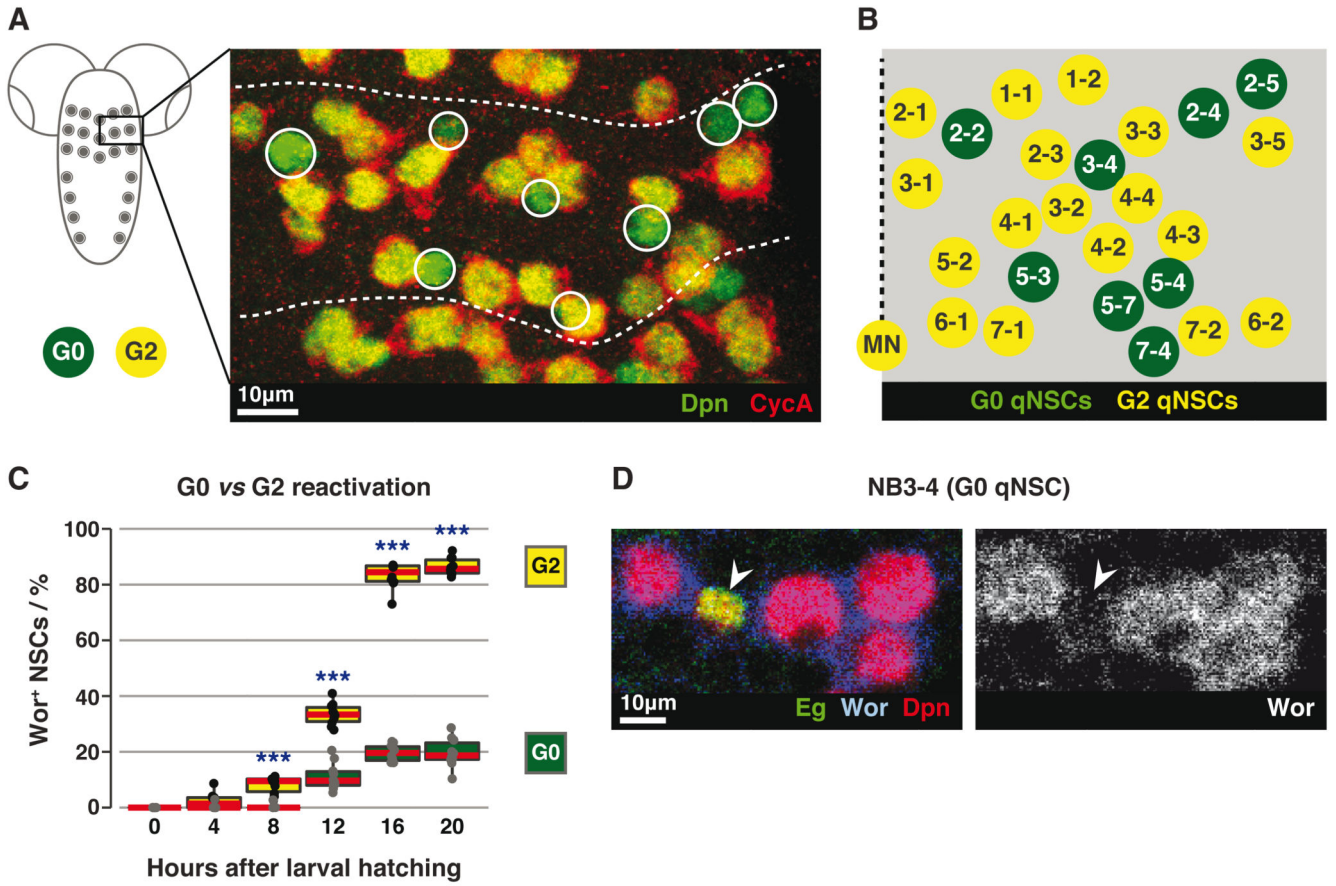 A
G0 G2
10µm
Dpn CycA
B
1-2
2-5
1-1
2-1
2-4
2-2
3-3
3-5
2-3
3-4
3-1
4-4
3-2
4-1
4-3
4-2
5-2
5-3
5-4
5-7
6-1
7-1
7-2
6-2
MN
7-4
G0 qNSCs G2 qNSCs
C
G0 vs G2 reactivation
Wor⁺ NSCs / %
100
80
60
40
20
0
***
***
***
***
G2
G0
0 4 8 12 16 20
Hours after larval hatching
D
NB3-4 (G0 qNSC)
10µm
Eg Wor Dpn
Wor